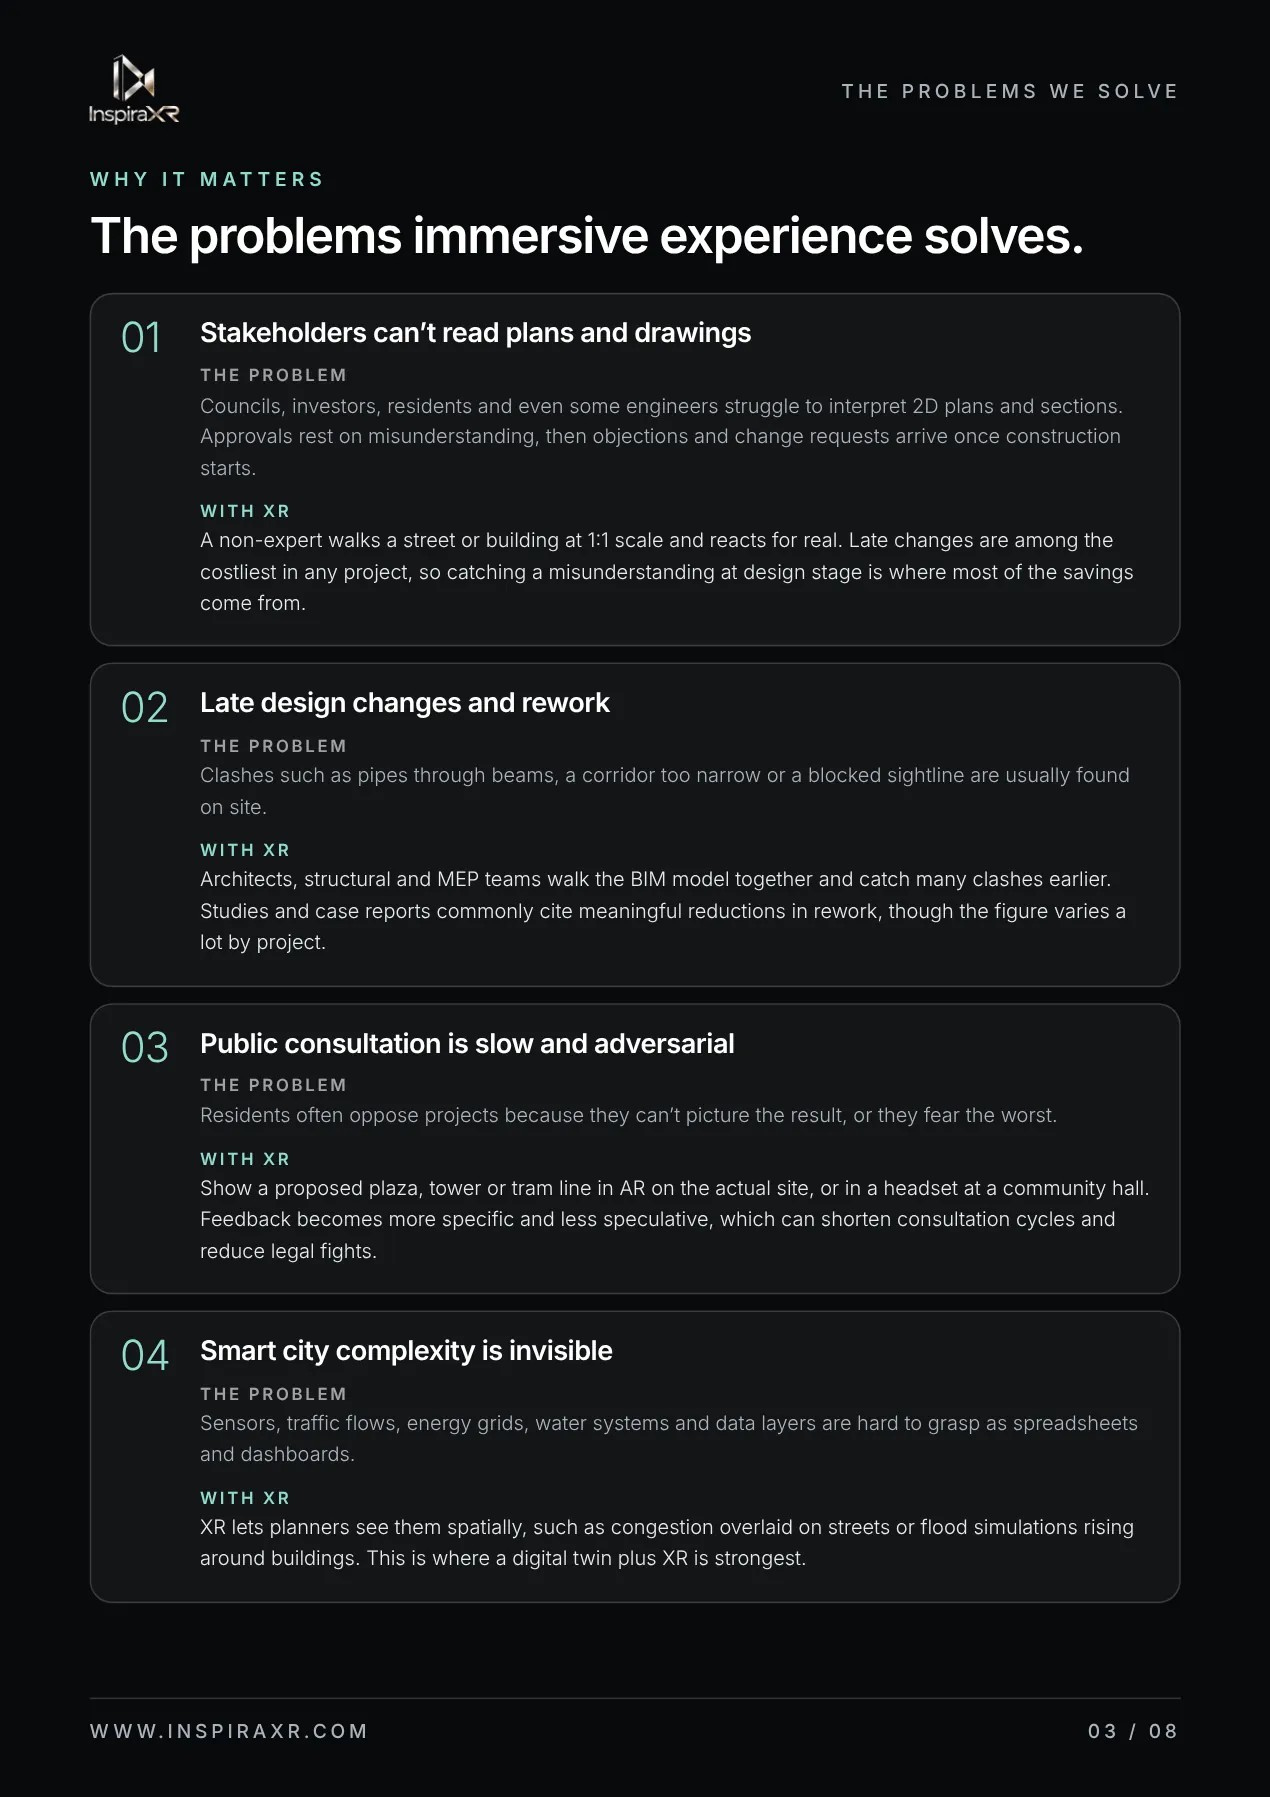 InspiraXR
THE PROBLEMS WE SOLVE
WHY IT MATTERS
The problems immersive experience solves.
01
Stakeholders can’t read plans and drawings
THE PROBLEM
Councils, investors, residents and even some engineers struggle to interpret 2D plans and sections.
Approvals rest on misunderstanding, then objections and change requests arrive once construction
starts.
WITH XR
A non-expert walks a street or building at 1:1 scale and reacts for real. Late changes are among the
costliest in any project, so catching a misunderstanding at design stage is where most of the savings
come from.
02
Late design changes and rework
THE PROBLEM
Clashes such as pipes through beams, a corridor too narrow or a blocked sightline are usually found
on site.
WITH XR
Architects, structural and MEP teams walk the BIM model together and catch many clashes earlier.
Studies and case reports commonly cite meaningful reductions in rework, though the figure varies a
lot by project.
03
Public consultation is slow and adversarial
THE PROBLEM
Residents often oppose projects because they can’t picture the result, or they fear the worst.
WITH XR
Show a proposed plaza, tower or tram line in AR on the actual site, or in a headset at a community hall.
Feedback becomes more specific and less speculative, which can shorten consultation cycles and
reduce legal fights.
04
Smart city complexity is invisible
THE PROBLEM
Sensors, traffic flows, energy grids, water systems and data layers are hard to grasp as spreadsheets
and dashboards.
WITH XR
XR lets planners see them spatially, such as congestion overlaid on streets or flood simulations rising
around buildings. This is where a digital twin plus XR is strongest.
WWW.INSPIRAXR.COM
03 / 08